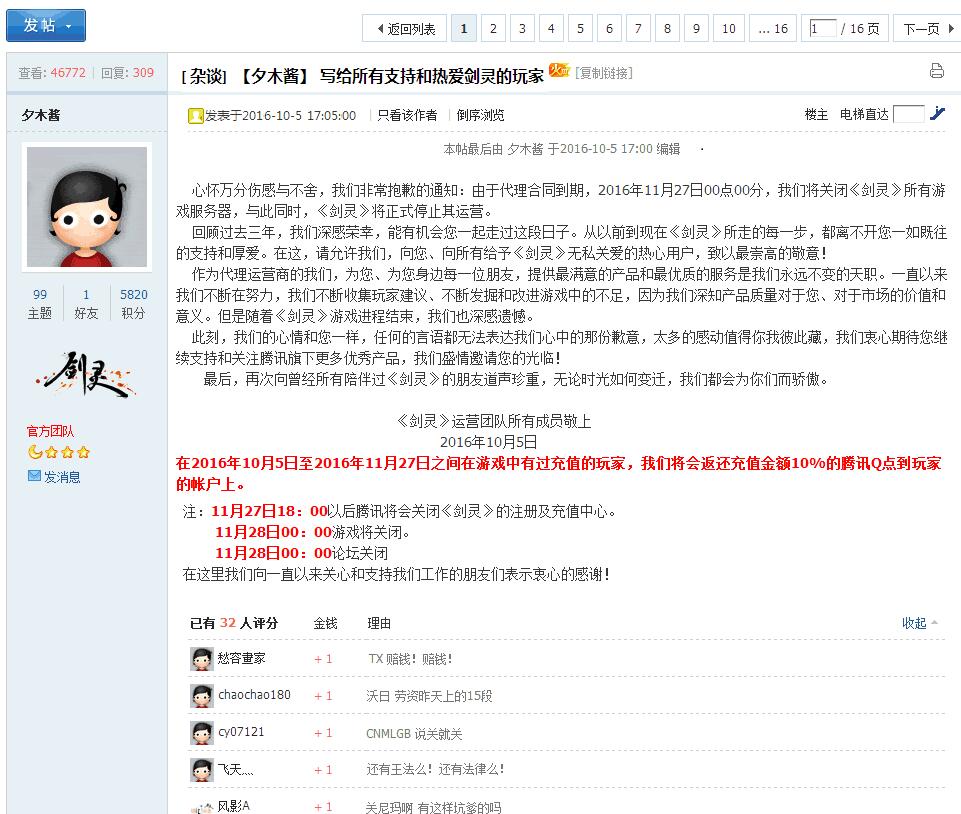 发帖
返回列表 1 2 3 4 5 6 7 8 9 10 ... 16 1 / 16 页 下一页
查看: 46772 | 回复: 309
[杂谈] 【夕木酱】 写给所有支持和热爱剑灵的玩家 火 [复制链接]
夕木酱
发表于2016-10-5 17:05:00 | 只看该作者 | 倒序浏览
楼主 电梯直达
本帖最后由 夕木酱 于2016-10-5 17:00 编辑
心怀万分伤感与不舍，我们非常抱歉的通知：由于代理合同到期，2016年11月27日00点00分，我们将关闭《剑灵》所有游
戏服务器，与此同时，《剑灵》将正式停止其运营。
回顾过去三年，我们深感荣幸，能有机会您一起走过这段日子。从以前到现在《剑灵》所走的每一步，都离不开您一如既往
的支持和厚爱。在这，请允许我们，向您、向所有给予《剑灵》无私关爱的热心用户，致以最崇高的敬意！
作为代理运营商的我们，为您、为您身边每一位朋友，提供最满意的产品和最优质的服务是我们永远不变的天职。一直以来
我们不断在努力，我们不断收集玩家建议、不断发掘和改进游戏中的不足，因为我们深知产品质量对于您、对于市场的价值和
意义。但是随着《剑灵》游戏进程结束，我们也深感遗憾。
此刻，我们的心情和您一样，任何的言语都无法表达我们心中的那份歉意，太多的感动值得你我彼此藏，我们衷心期待您继
续支持和关注腾讯旗下更多优秀产品，我们盛情邀请您的光临！
最后，再次向曾经所有陪伴过《剑灵》的朋友道声珍重，无论时光如何变迁，我们都会为你们而骄傲。
《剑灵》运营团队所有成员敬上
2016年10月5日
在2016年10月5日至2016年11月27日之间在游戏中有过充值的玩家，我们将会返还充值金额10%的腾讯Q点到玩家
的帐户上。
注：11月27日18：00以后腾讯将会关闭《剑灵》的注册及充值中心。
11月28日00：00游戏将关闭。
11月28日00：00论坛关闭
在这里我们向一直以来关心和支持我们工作的朋友们表示衷心的感谢！
99 1 5820
主题 好友 积分
剑灵
官方团队
发消息
已有 32 人评分 金钱 理由 收起
愁容畫家 + 1 TX 赔钱！赔钱！
chaochao180 + 1 沃日 劳资昨天上的15段
cy07121 + 1 CNMLGB 说关就关
飞天灬 + 1 还有王法么！还有法律么！
风影A + 1 关尼玛啊 有这样坑爹的吗